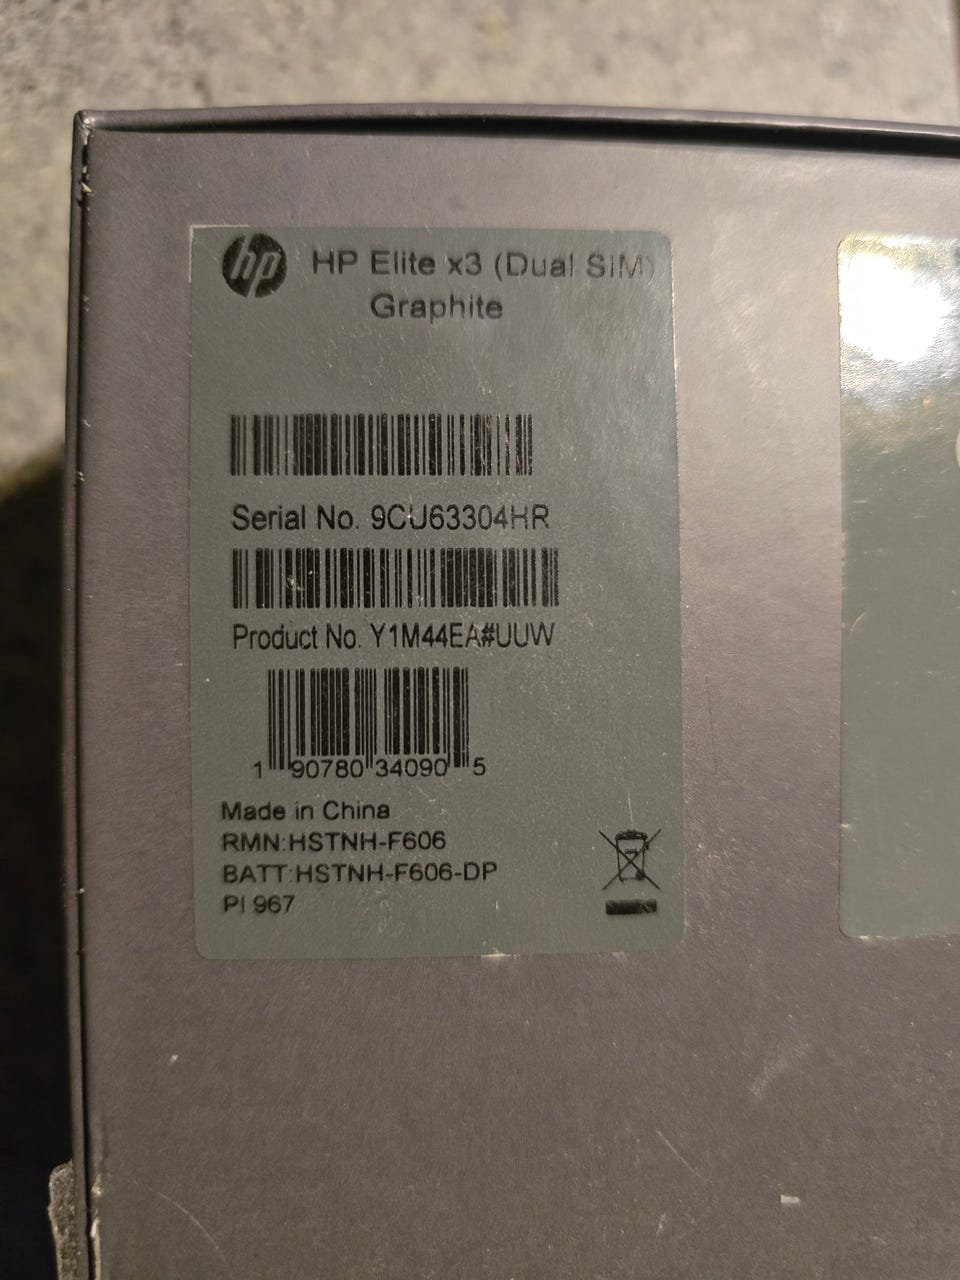 hp HP Elite x3 (Dual SIM)
Graphite
Serial No. 9CU63304HR
Product No. Y1M44EA#UUW
1 90780 34090 5
Made in China
RMN:HSTNH-F606
BATT:HSTNH-F606-DP
PI 967